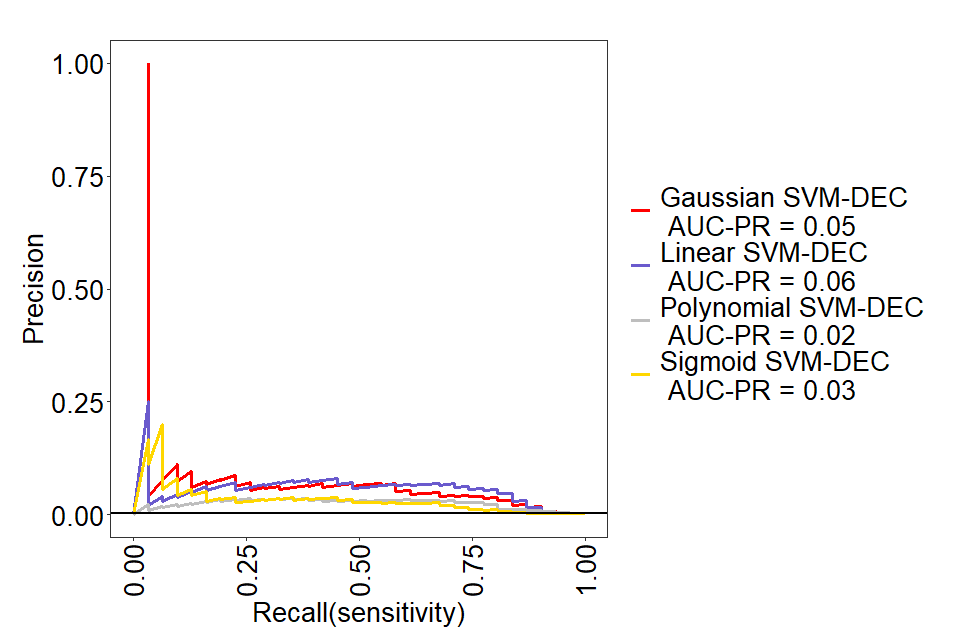 1.00
0.75
0.50
0.25
0.00
Precision
0.00
0.25
0.50
0.75
1.00
Recall(sensitivity)
Gaussian SVM-DEC
AUC-PR = 0.05
Linear SVM-DEC
AUC-PR = 0.06
Polynomial SVM-DEC
AUC-PR = 0.02
Sigmoid SVM-DEC
AUC-PR = 0.03